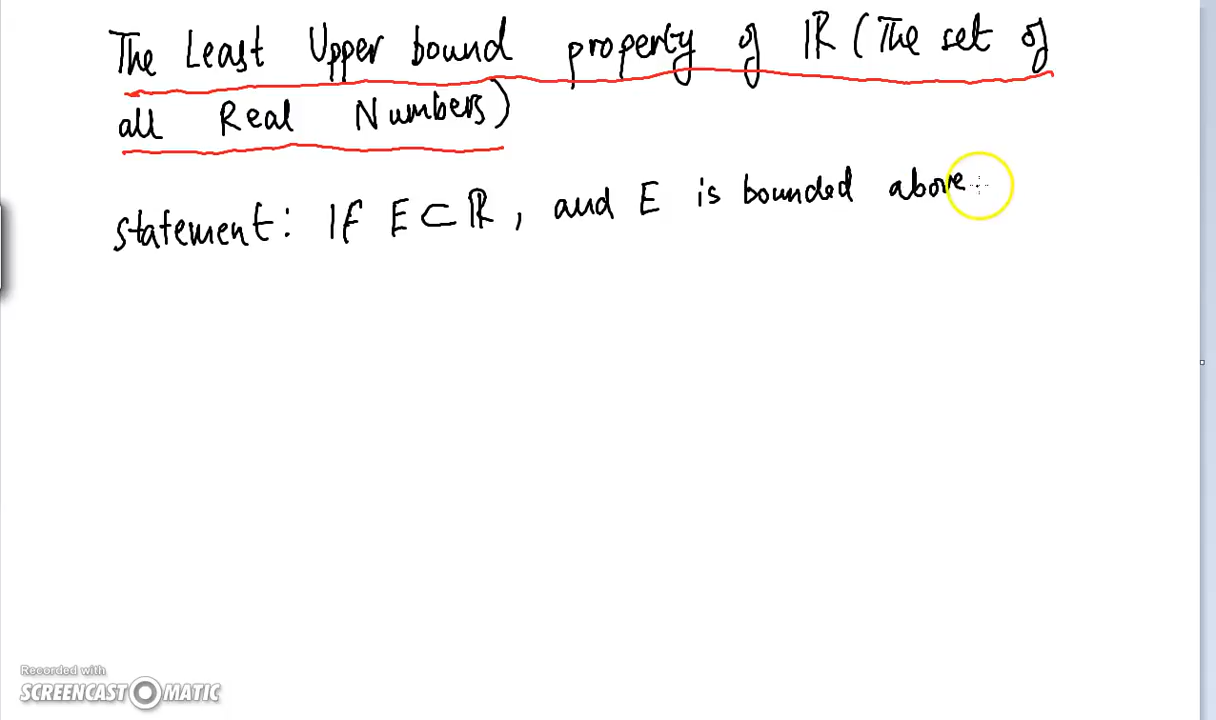 The Least Upper bound property of ℝ (The set of
all Real Numbers)
statement: If E⊂ℝ, and E is bounded above
Recorded with
SCREENCAST MATIC